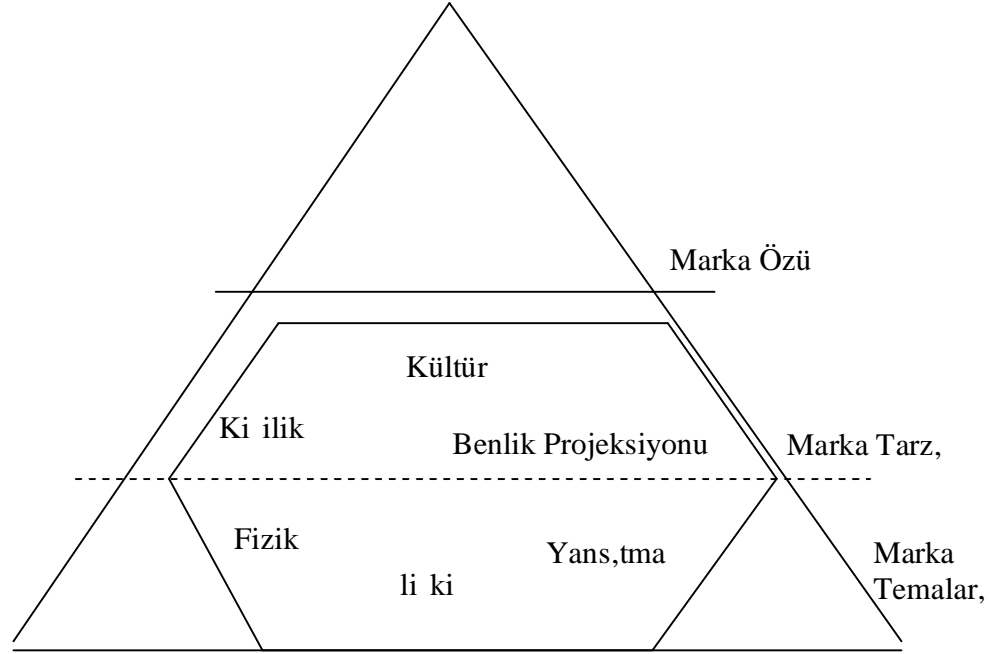 Marka Özü
Kültür
Ki ilik
Benlik Projeksiyonu
Marka Tarz,
Fizik
Yans,tma
Marka
Temalar,
li ki